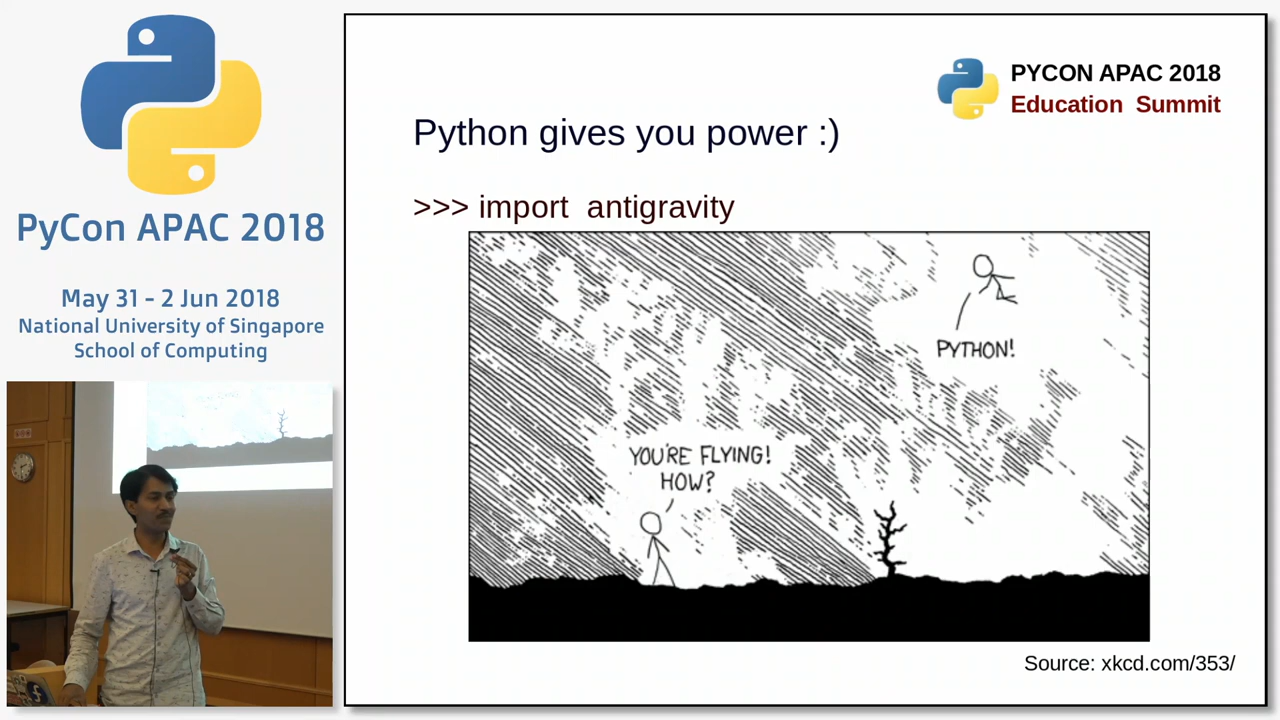 PyCon APAC 2018
May 31 - 2 Jun 2018
National University of Singapore
School of Computing
PYCON APAC 2018
Education Summit
Python gives you power :)
>>> import antigravity
PYTHON!
YOU'RE FLYING!
HOW?
Source: xkcd.com/353/